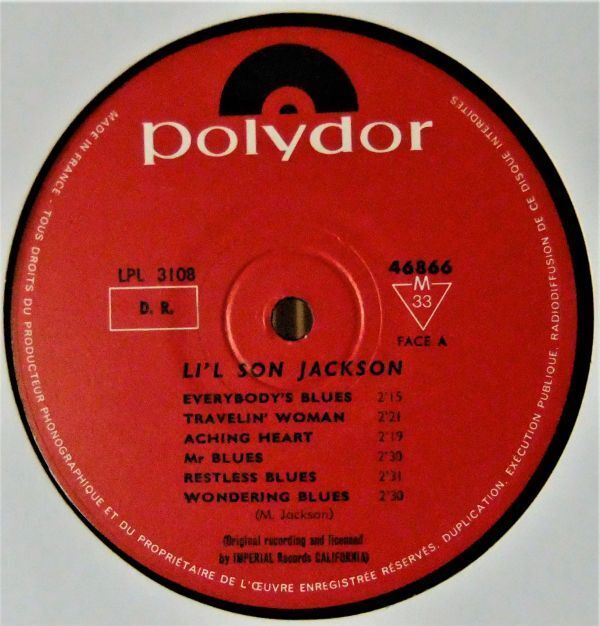 polydor
MADE IN FRANCE - TOUS DROITS DU PRODUCTEUR PHONOGRAPHIQUE ET DU PROPRIÉTAIRE DE L'ŒUVRE ENREGISTRÉE RÉSERVÉS. DUPLICATION, EXÉCUTION PUBLIQUE, RADIODIFFUSION DE CE DISQUE INTERDITES
LPL 3108
D. R.
46866
M
33
FACE A
LI'L SON JACKSON
EVERYBODY'S BLUES 2'15
TRAVELIN' WOMAN 2'21
ACHING HEART 2'19
Mr BLUES 2'30
RESTLESS BLUES 2'31
WONDERING BLUES 2'30
(M. Jackson)
(Original recording and licensed
by IMPERIAL Records CALIFORNIA)